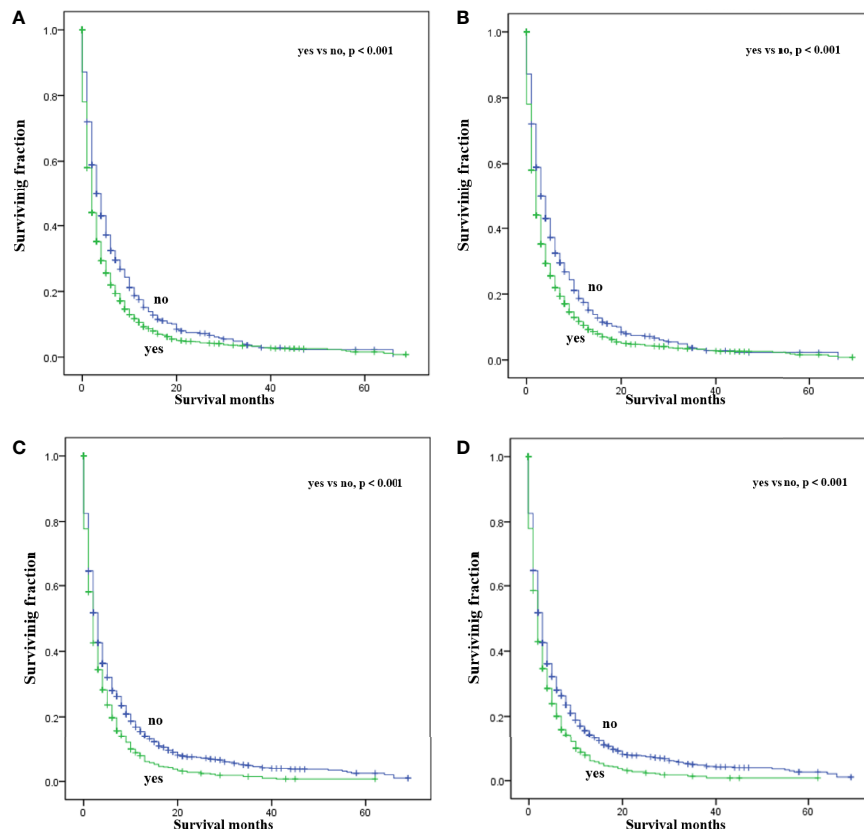 A
1.0
0.8
0.6
0.4
0.2
0.0
0
20
40
60
yes vs no, p < 0.001
no
yes
Survivinig fraction
Survival months
B
1.0
0.8
0.6
0.4
0.2
0.0
0
20
40
60
yes vs no, p < 0.001
no
yes
Survivinig fraction
Survival months
C
1.0
0.8
0.6
0.4
0.2
0.0
0
20
40
60
yes vs no, p < 0.001
no
yes
Survivinig fraction
Survival months
D
1.0
0.8
0.6
0.4
0.2
0.0
0
20
40
60
yes vs no, p < 0.001
no
yes
Survivinig fraction
Survival months